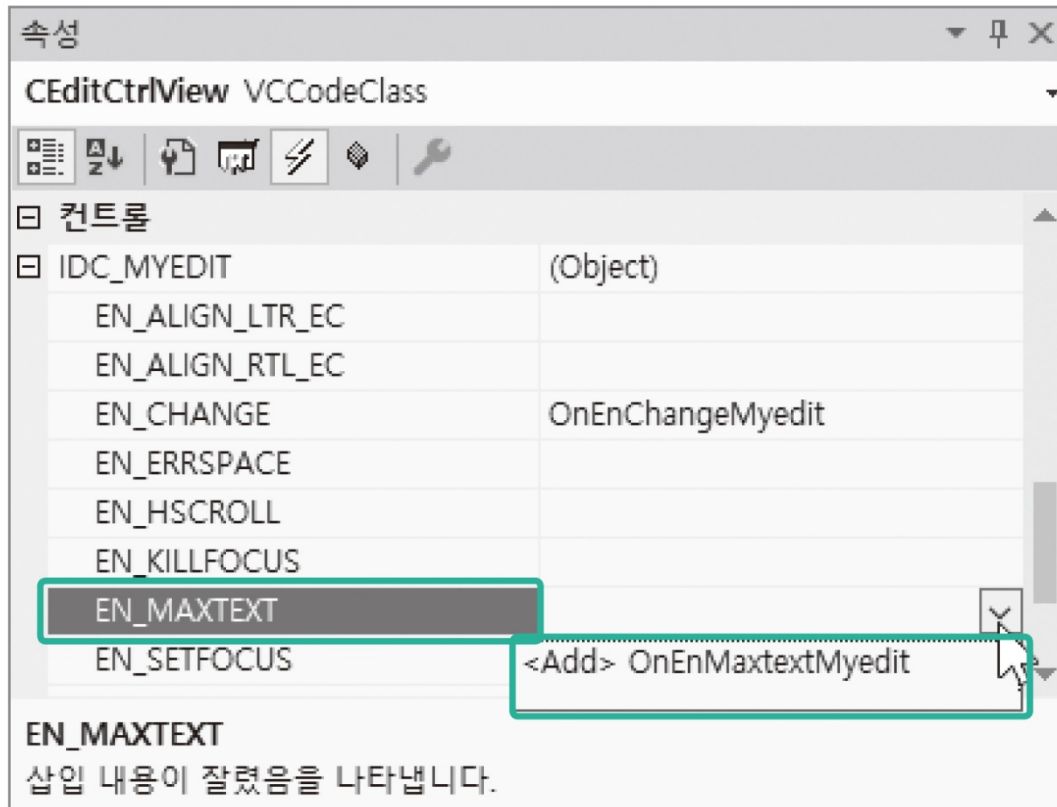 속성
CEditCtrlView VCCodeClass
컨트롤
IDC_MYEDIT (Object)
EN_ALIGN_LTR_EC
EN_ALIGN_RTL_EC
EN_CHANGE OnEnChangeMyedit
EN_ERRSPACE
EN_HSCROLL
EN_KILLFOCUS
EN_MAXTEXT
EN_SETFOCUS <Add> OnEnMaxtextMyedit
EN_MAXTEXT
삽입 내용이 잘렸음을 나타냅니다.